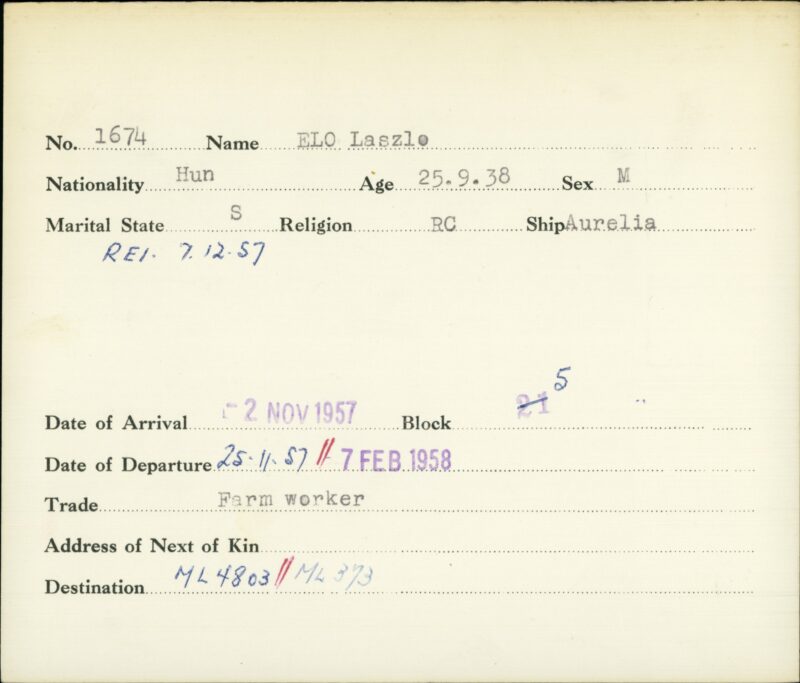 No. 1674 Name ELO Laszlo
Nationality Hun Age 25.9.38 Sex M
Marital State S Religion RC Ship Aurelia
REI. 7.12.57
5
Date of Arrival - 2 NOV 1957 Block 21
Date of Departure 25.11.57 // 7 FEB 1958
Trade Farm worker
Address of Next of Kin
Destination ML 4803 // ML 373